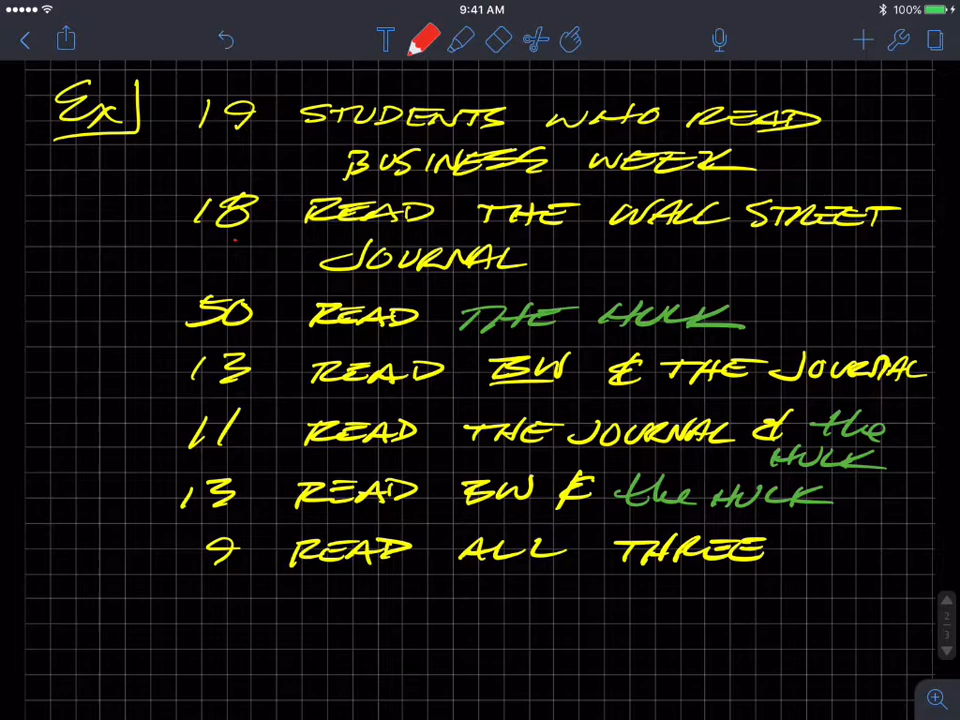 9:41 AM
100%
T
Ex 19 STUDENTS WHO READ
BUSINESS WEEK
18 READ THE WALL STREET
JOURNAL
50 READ THE HULK
13 READ BW & THE JOURNAL
11 READ THE JOURNAL & the
HULK
13 READ BW & the HULK
9 READ ALL THREE
2
3